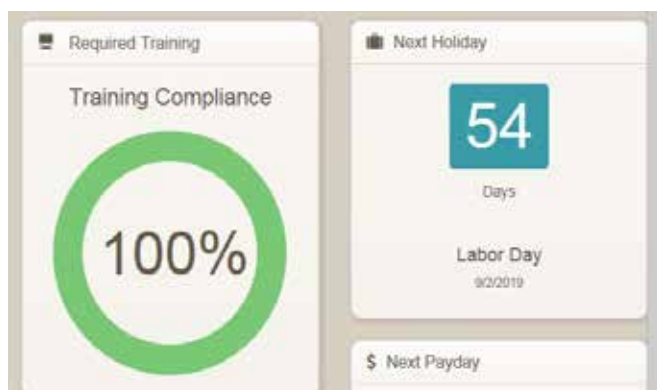 Required Training
Training Compliance
100%
Next Holiday
54
Days
Labor Day
9/2/2019
$ Next Payday